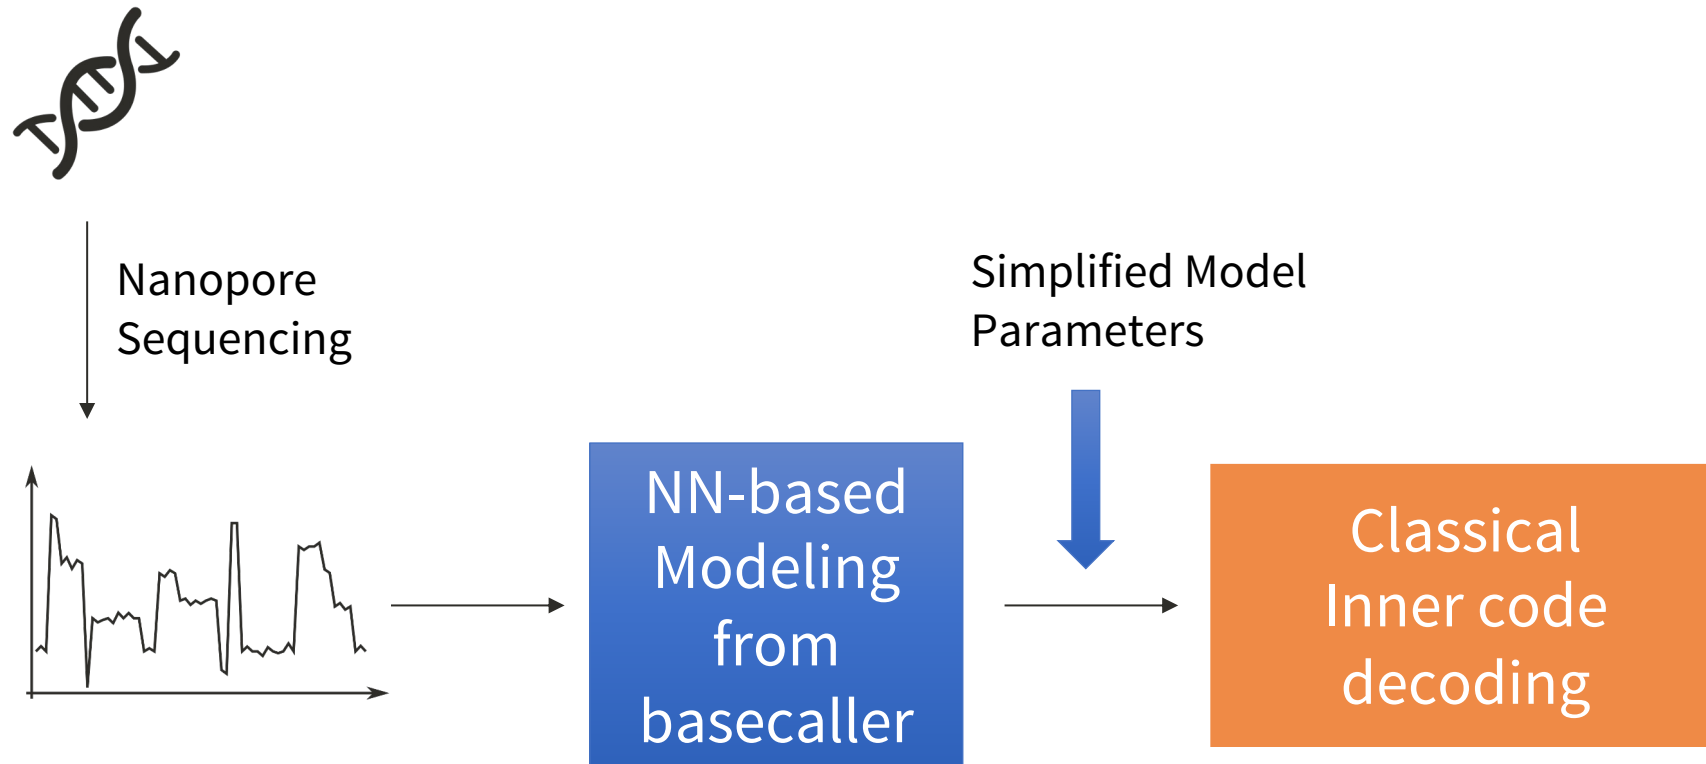 Nanopore
Sequencing
Simplified Model
Parameters
NN-based
Modeling
from
basecaller
Classical
Inner code
decoding